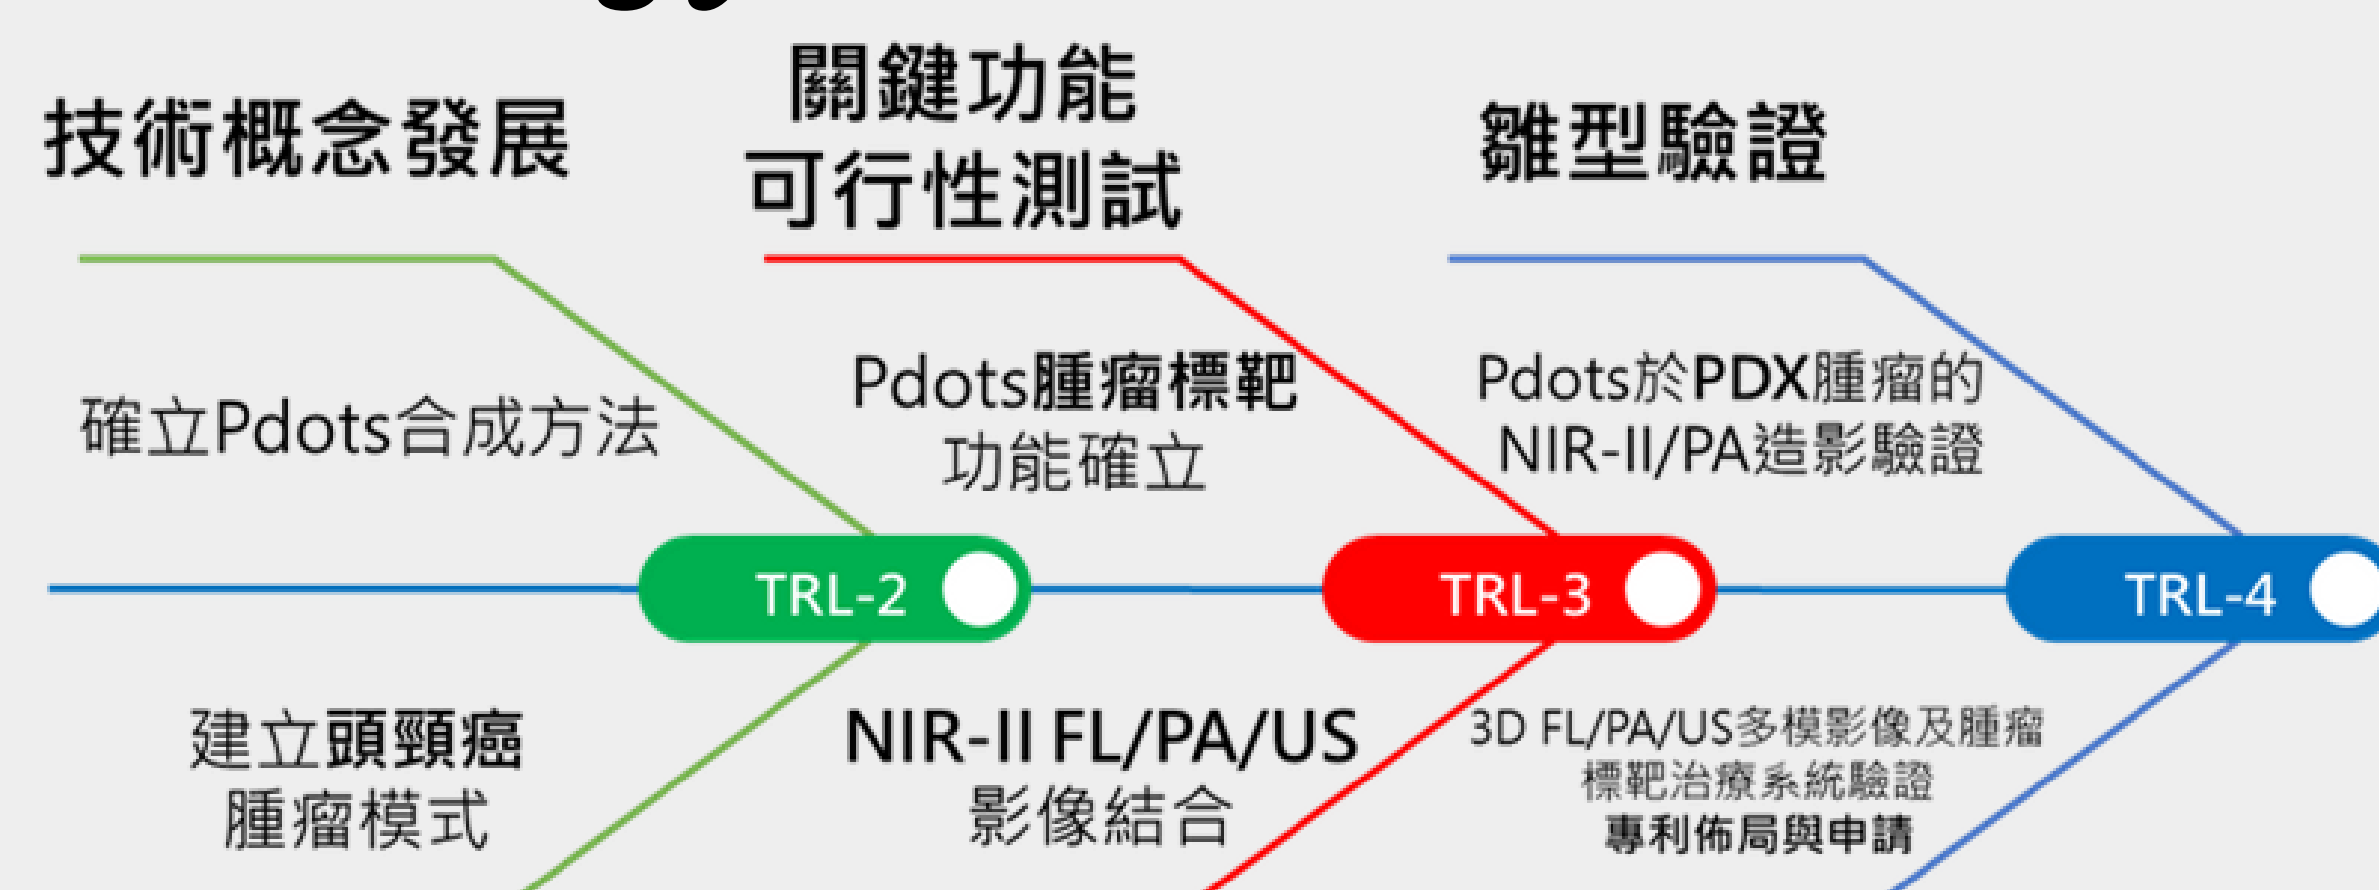 技術概念發展
關鍵功能
可行性測試
雛型驗證
確立Pdots合成方法
Pdots腫瘤標靶
功能確立
Pdots於PDX腫瘤的
NIR-II/PA造影驗證
TRL-2
TRL-3
TRL-4
建立頭頸癌
腫瘤模式
NIR-II FL/PA/US
影像結合
3D FL/PA/US多模影像及腫瘤
標靶治療系統驗證
專利佈局與申請